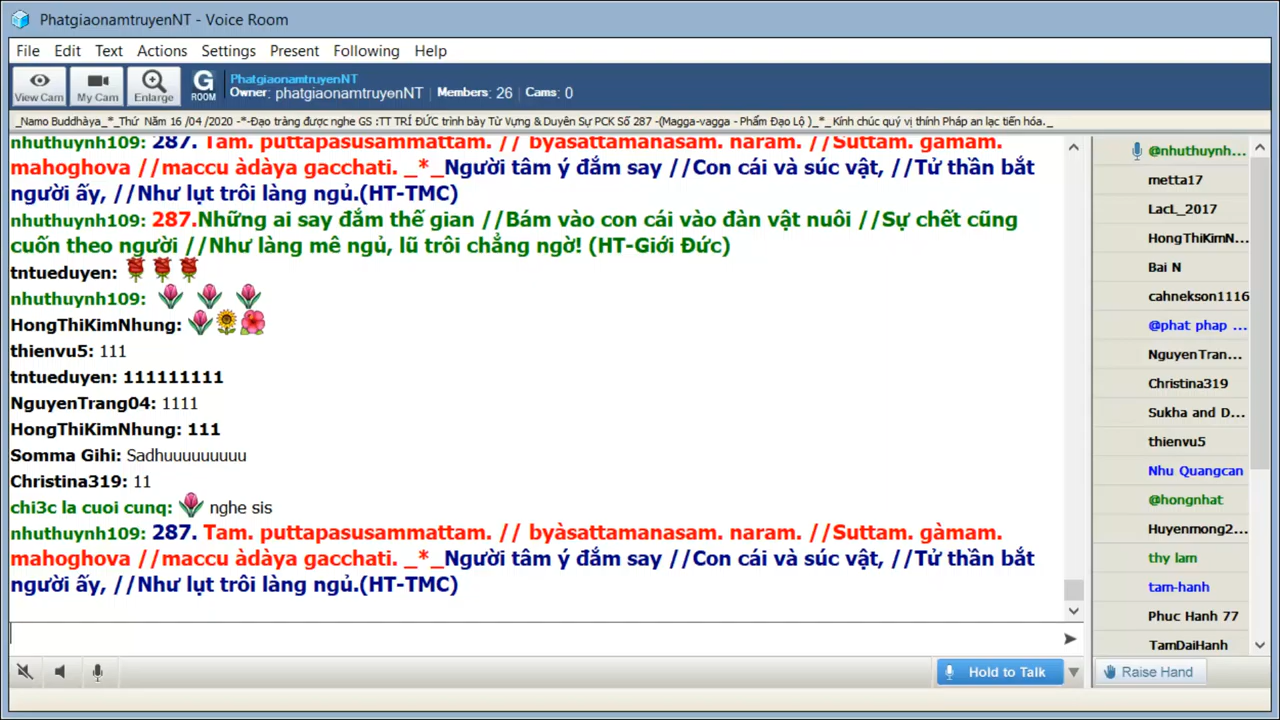 PhatgiaonamtruyenNT - Voice Room
File Edit Text Actions Settings Present Following Help
View Cam My Cam Enlarge G ROOM
PhatgiaonamtruyenNT
Owner: phatgiaonamtruyenNT Members: 26 Cams: 0
_Namo Buddhàya_*_Thứ Năm 16 /04 /2020 -*-Đạo tràng được nghe GS :TT TRÍ ĐỨC trình bày Từ Vựng & Duyên Sự PCK Số 287 -(Magga-vagga - Phẩm Đạo Lộ )_*_ Kính chúc quý vị thính Pháp an lạc tiến hóa._
nhuthuynh109: 287. Tam. puttapasusammattam. // byàsattamanasam. naram. //Suttam. gàmam.
mahoghova //maccu àdàya gacchati. _*_Người tâm ý đắm say //Con cái và súc vật, //Tử thần bắt
người ấy, //Như lụt trôi làng ngủ.(HT-TMC)
nhuthuynh109: 287.Những ai say đắm thế gian //Bám vào con cái vào đàn vật nuôi //Sự chết cũng
cuốn theo người //Như làng mê ngủ, lũ trôi chẳng ngờ! (HT-Giới Đức)
tntueduyen:
nhuthuynh109:
HongThiKimNhung:
thienvu5: 111
tntueduyen: 111111111
NguyenTrang04: 1111
HongThiKimNhung: 111
Somma Gihi: Sadhuuuuuuuuu
Christina319: 11
chi3c la cuoi cunq: nghe sis
nhuthuynh109: 287. Tam. puttapasusammattam. // byàsattamanasam. naram. //Suttam. gàmam.
mahoghova //maccu àdàya gacchati. _*_Người tâm ý đắm say //Con cái và súc vật, //Tử thần bắt
người ấy, //Như lụt trôi làng ngủ.(HT-TMC)
@nhuthuynh...
metta17
LacL_2017
HongThiKimN...
Bai N
cahnekson1116
@phat phap ...
NguyenTran...
Christina319
Sukha and D...
thienvu5
Nhu Quangcan
@hongnhat
Huyenmong2...
thy lam
tam-hanh
Phuc Hanh 77
TamDaiHanh
Hold to Talk
Raise Hand